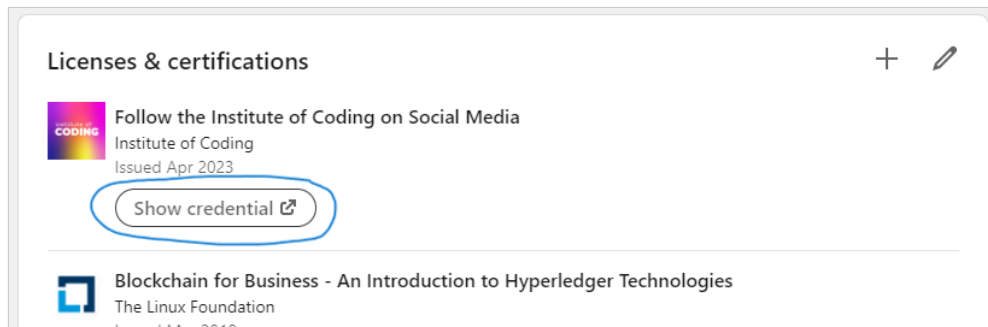 Licenses & certifications
institute of
CODING
Follow the Institute of Coding on Social Media
Institute of Coding
Issued Apr 2023
Show credential
Blockchain for Business - An Introduction to Hyperledger Technologies
The Linux Foundation